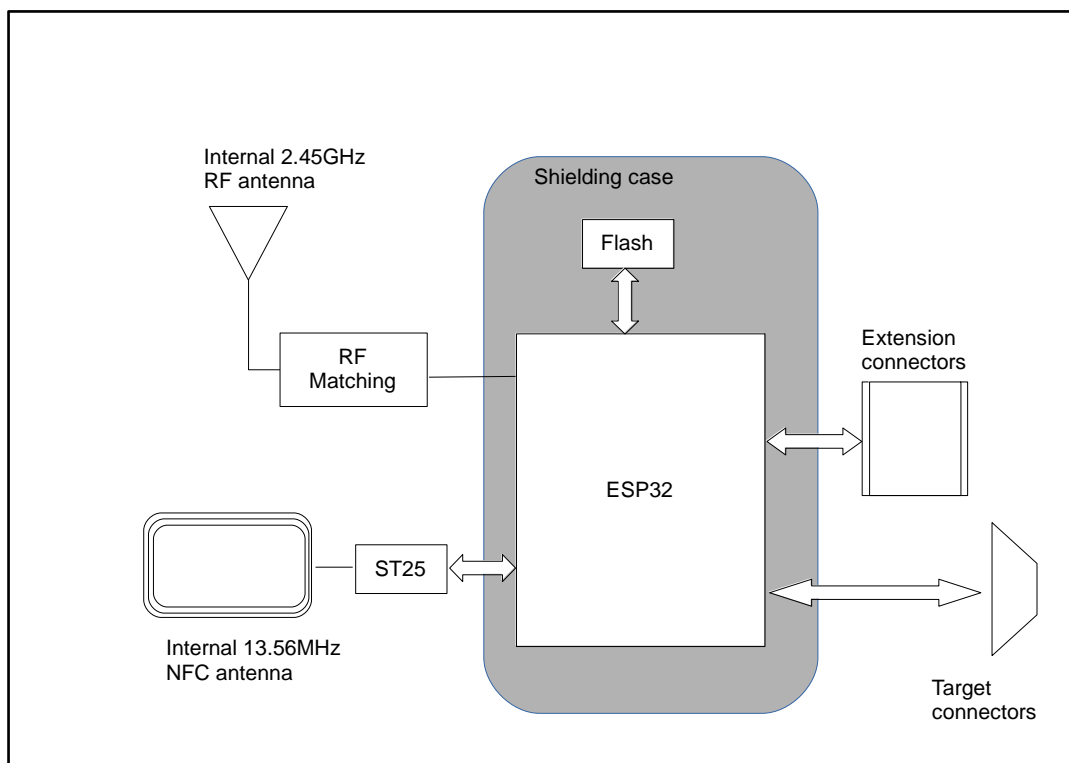 Internal 2.45GHz
RF antenna
Shielding case
Flash
RF
Matching
Extension
connectors
ESP32
ST25
Internal 13.56MHz
NFC antenna
Target
connectors